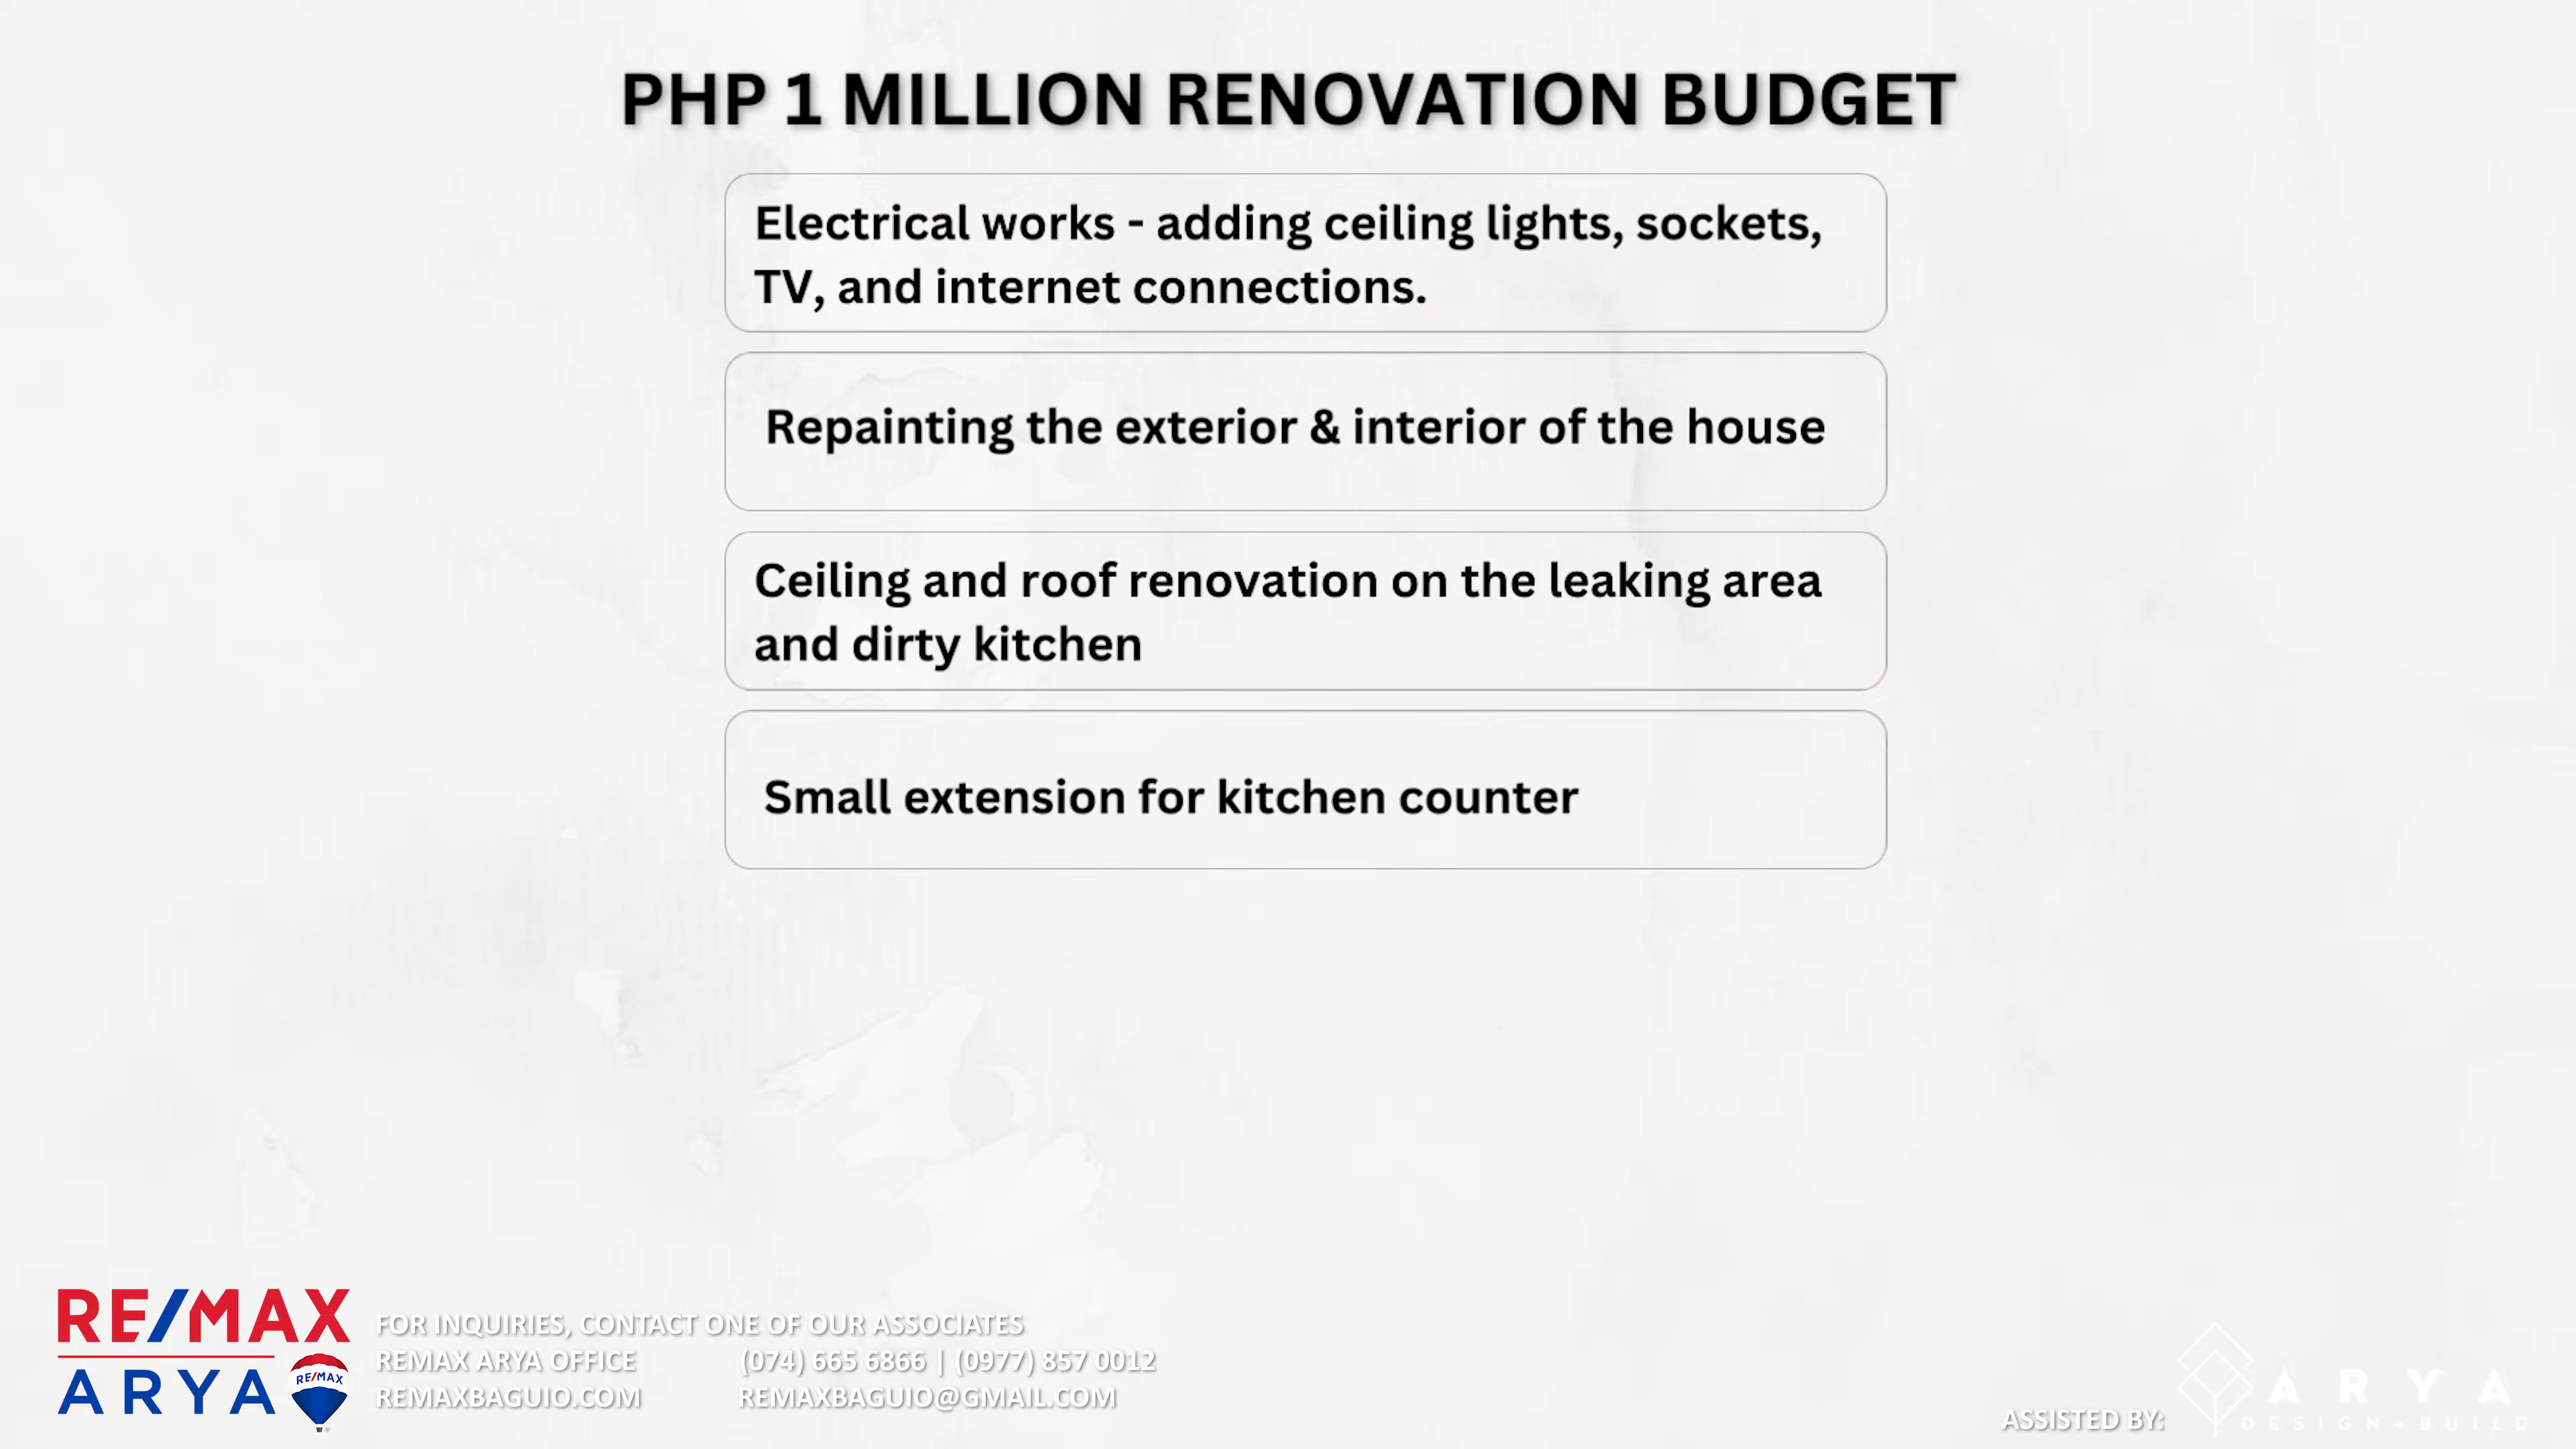 PHP 1 MILLION RENOVATION BUDGET
Electrical works - adding ceiling lights, sockets,
TV, and internet connections.
Repainting the exterior & interior of the house
Ceiling and roof renovation on the leaking area
and dirty kitchen
Small extension for kitchen counter
RE/MAX
ARYA
RE/MAX
FOR INQUIRIES, CONTACT ONE OF OUR ASSOCIATES
REMAX ARYA OFFICE (074) 665 6866 | (0977) 857 0012
REMAXBAGUIO.COM REMAXBAGUIO@GMAIL.COM
ASSISTED BY:
ARYA
DESIGN + BUILD